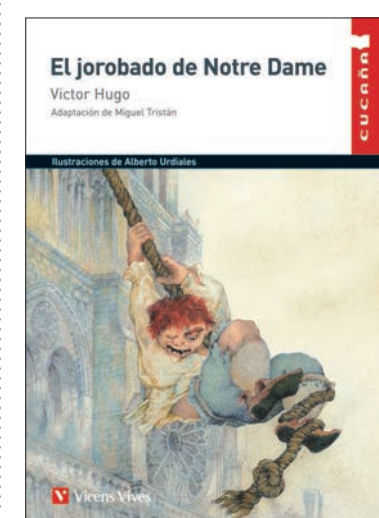 El jorobado de Notre Dame
Victor Hugo
Adaptación de Miguel Tristán
CUCAÑA
Ilustraciones de Alberto Urdiales
Vicens Vives